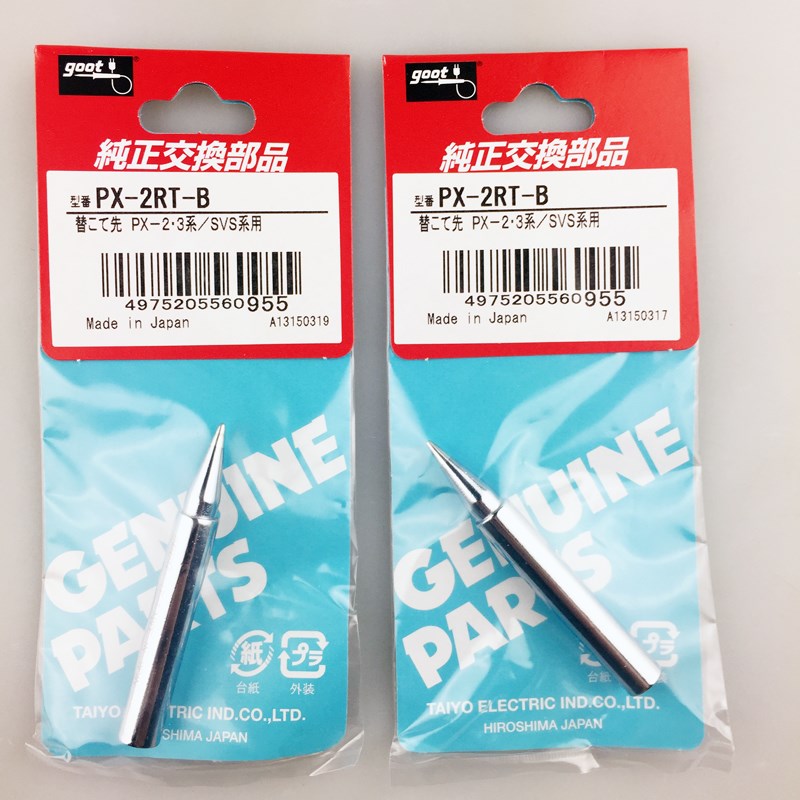 goot
純正交換部品
型番 PX-2RT-B
替こて先 PX-2・3系/SVS系用
4975205560955
Made in Japan A13150319
GENUINE
PARTS
紙 プラ
台紙 外装
TAIYO ELECTRIC IND.CO.,LTD.
SHIMA JAPAN
goot
純正交換部品
型番 PX-2RT-B
替こて先 PX-2・3系/SVS系用
4975205560955
Made in Japan A13150317
GENUINE
PARTS
プラ
外装
TAIYO ELECTRIC IND.CO.,LTD.
HIROSHIMA JAPAN